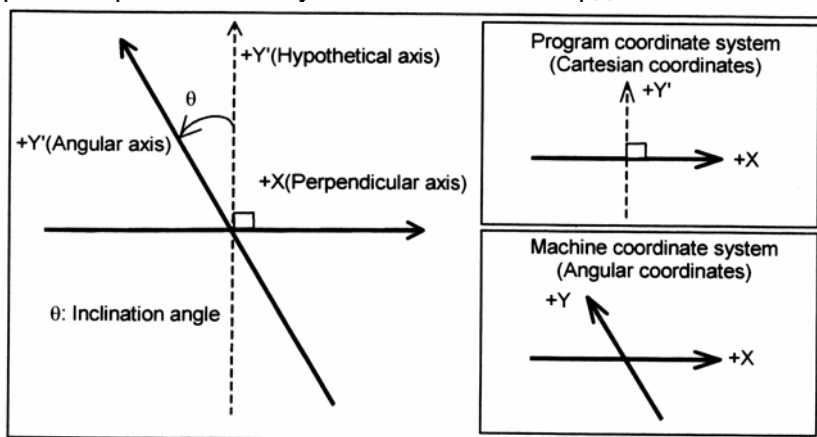 +Y'(Hypothetical axis)
θ
+Y'(Angular axis)
+X(Perpendicular axis)
θ: Inclination angle
Program coordinate system
(Cartesian coordinates)
+Y'
+X
Machine coordinate system
(Angular coordinates)
+Y
+X